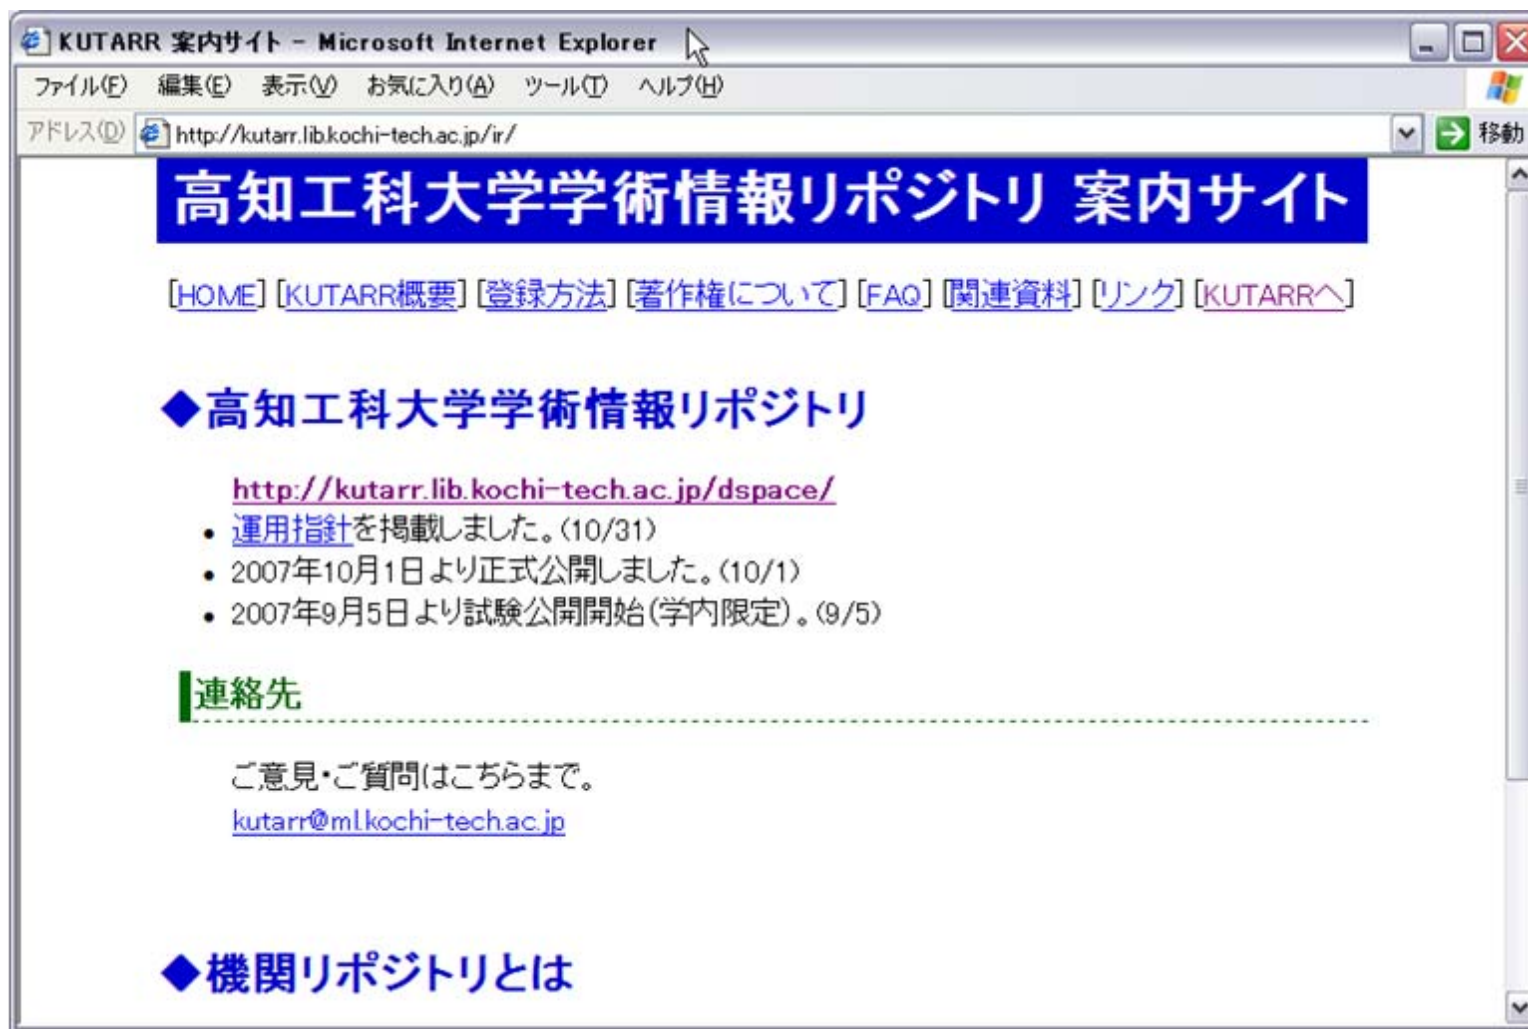 KUTARR 案内サイト - Microsoft Internet Explorer
ファイル(F) 編集(E) 表示(V) お気に入り(A) ツール(T) ヘルプ(H)
アドレス(D) http://kutarr.lib.kochi-tech.ac.jp/ir/ 移動
高知工科大学学術情報リポジトリ 案内サイト
[HOME] [KUTARR概要] [登録方法] [著作権について] [FAQ] [関連資料] [リンク] [KUTARRへ]
◆高知工科大学学術情報リポジトリ
http://kutarr.lib.kochi-tech.ac.jp/dspace/
• 運用指針を掲載しました。(10/31)
• 2007年10月1日より正式公開しました。(10/1)
• 2007年9月5日より試験公開開始(学内限定)。(9/5)
連絡先
ご意見・ご質問はこちらまで。
kutarr@ml.kochi-tech.ac.jp
◆機関リポジトリとは